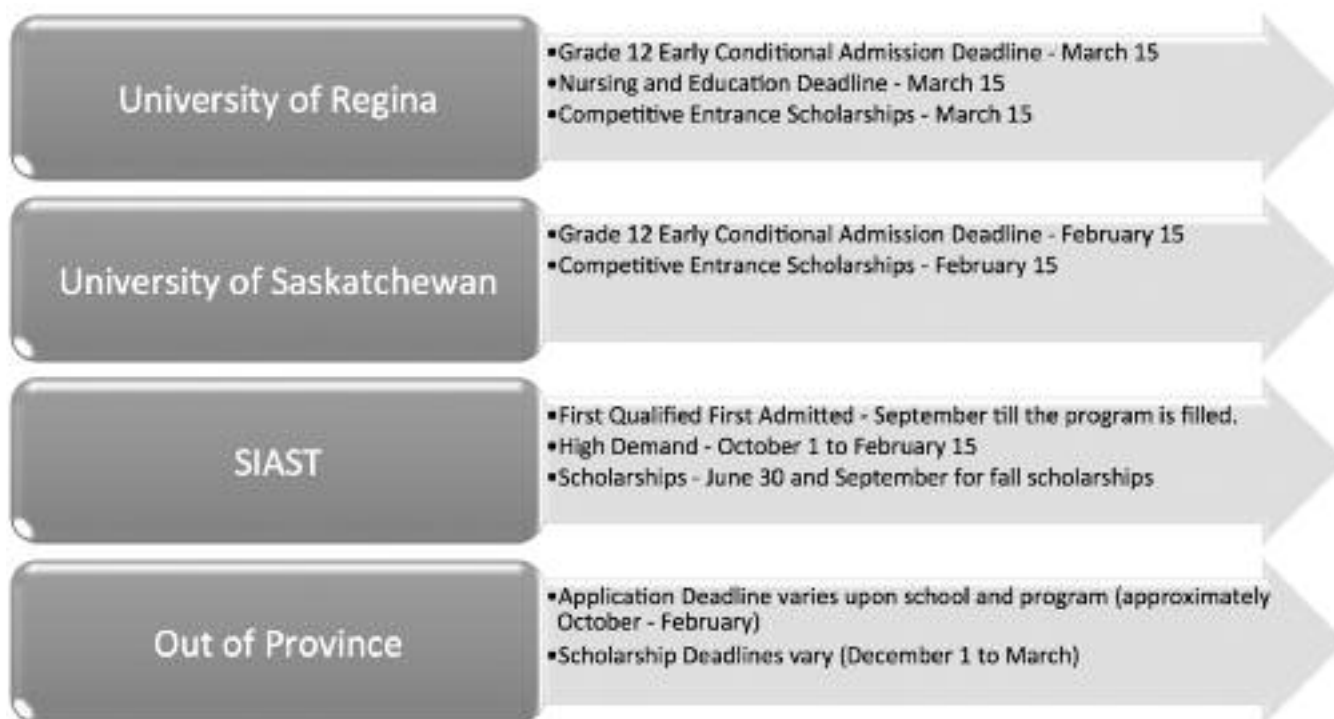 University of Regina
▪Grade 12 Early Conditional Admission Deadline - March 15
▪Nursing and Education Deadline - March 15
▪Competitive Entrance Scholarships - March 15
University of Saskatchewan
▪Grade 12 Early Conditional Admission Deadline - February 15
▪Competitive Entrance Scholarships - February 15
SIAST
▪First Qualified First Admitted - September till the program is filled.
▪High Demand - October 1 to February 15
▪Scholarships - June 30 and September for fall scholarships
Out of Province
▪Application Deadline varies upon school and program (approximately
October - February)
▪Scholarship Deadlines vary (December 1 to March)